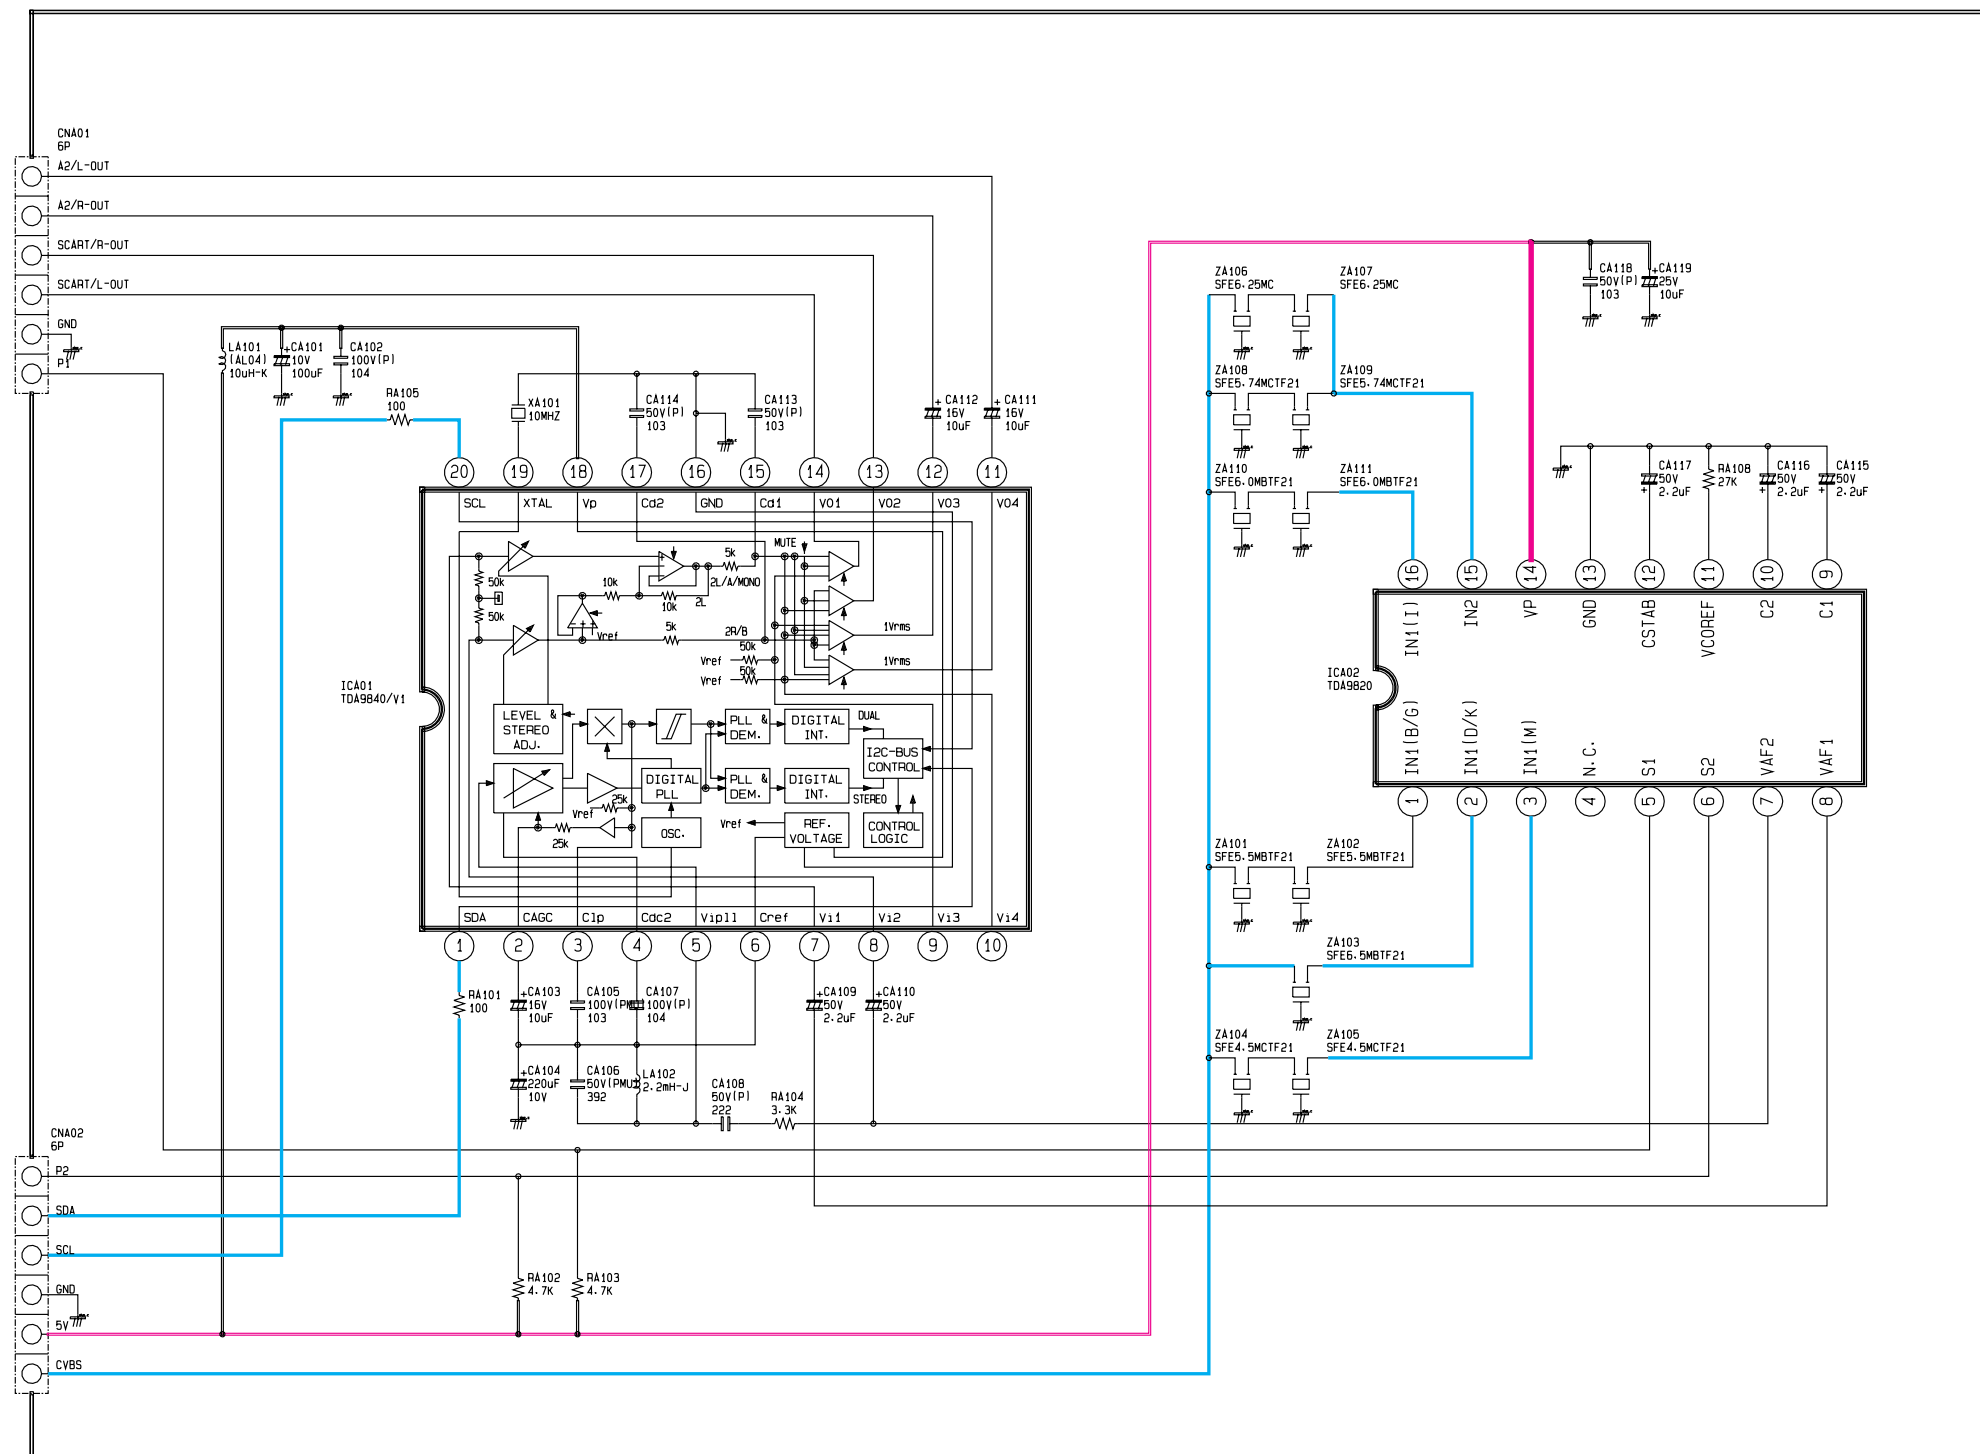 CNA01
6P
A2/L-OUT
A2/R-OUT
SCART/R-OUT
SCART/L-OUT
GND
P1
LA101
(AL04)
10uH-K
+CA101
10V
100uF
CA102
100V(P)
104
RA105
100
XA101
10MHZ
CA114
50V(P)
103
CA113
50V(P)
103
+ CA112
16V
10uF
+ CA111
16V
10uF
20
19
18
17
16
15
14
13
12
11
SCL
XTAL
Vp
Cd2
GND
Cd1
VO1
VO2
VO3
VO4
MUTE
50k
50k
10k
10k
5k
2L/A/MONO
2L
Vref
5k
2R/B
50k
Vref
50k
Vref
1Vrms
1Vrms
ICA01
TDA9840/V1
LEVEL &
STEREO
ADJ.
PLL &
DEM.
DIGITAL
INT.
DUAL
I2C-BUS
CONTROL
DIGITAL
PLL
PLL &
DEM.
DIGITAL
INT.
STEREO
25k
Vref
25k
OSC.
Vref
REF.
VOLTAGE
CONTROL
LOGIC
SDA
CAGC
Clp
Cdc2
Vipll
Cref
Vi1
Vi2
Vi3
Vi4
1
2
3
4
5
6
7
8
9
10
RA101
100
+CA103
16V
10uF
CA105
100V(PMU)
103
CA107
100V(P)
104
+CA109
50V
2.2uF
+CA110
50V
2.2uF
+CA104
220uF
10V
CA106
50V(PMU)
392
LA102
2.2mH-J
CA108
50V(P)
222
RA104
3.3K
CNA02
6P
P2
SDA
SCL
GND
5V
CVBS
RA102
4.7K
RA103
4.7K
ZA106
SFE6.25MC
ZA107
SFE6.25MC
ZA108
SFE5.74MCTF21
ZA109
SFE5.74MCTF21
ZA110
SFE6.0MBTF21
ZA111
SFE6.0MBTF21
CA118
50V(P)
103
+CA119
25V
10uF
CA117
50V
+ 2.2uF
RA108
27K
CA116
50V
+ 2.2uF
CA115
50V
+ 2.2uF
16
15
14
13
12
11
10
9
IN1(I)
IN2
VP
GND
CSTAB
VCOREF
C2
C1
ICA02
TDA9820
IN1(B/G)
IN1(D/K)
IN1(M)
N.C.
S1
S2
VAF2
VAF1
1
2
3
4
5
6
7
8
ZA101
SFE5.5MBTF21
ZA102
SFE5.5MBTF21
ZA103
SFE6.5MBTF21
ZA104
SFE4.5MCTF21
ZA105
SFE4.5MCTF21